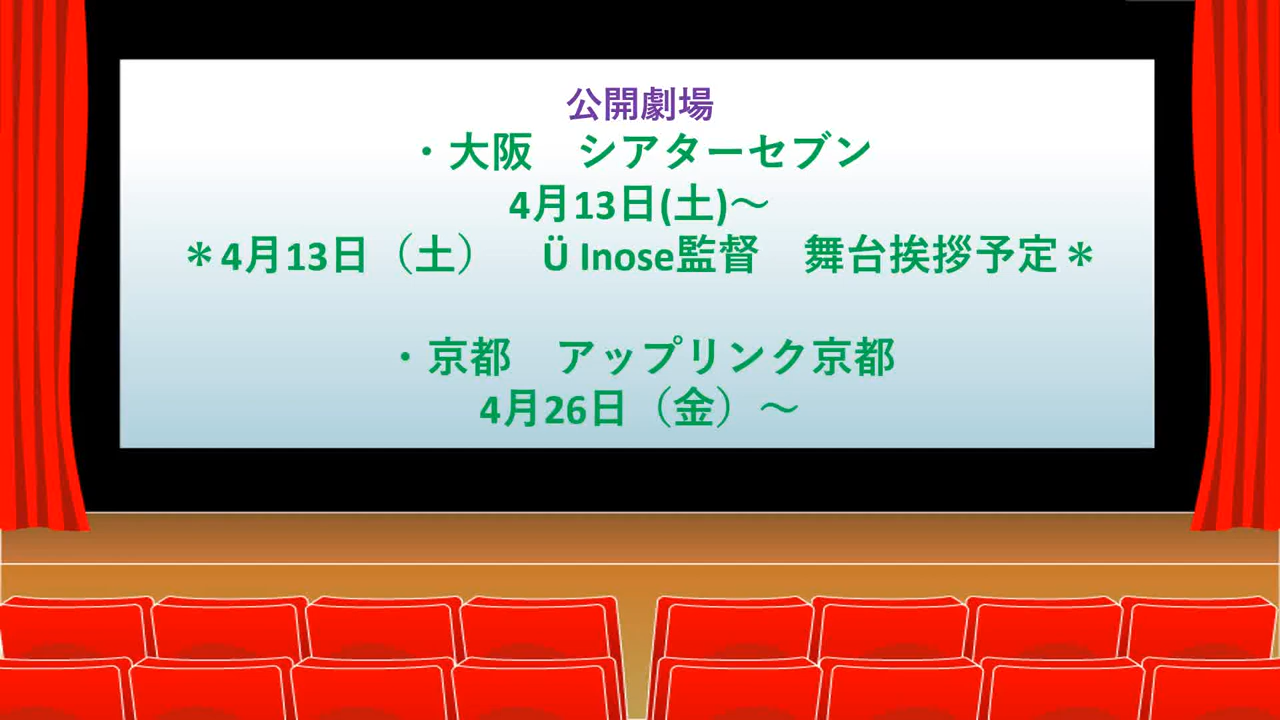 公開劇場
・大阪　シアターセブン
4月13日(土)～
＊4月13日（土）　Ü Inose監督　舞台挨拶予定＊
・京都　アップリンク京都
4月26日（金）～